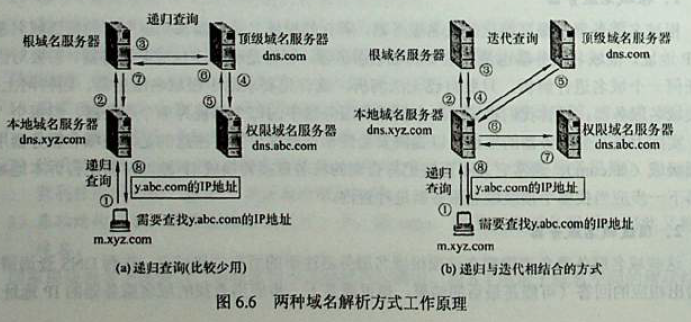 递归查询
根域名服务器
③
顶级域名服务器
dns.com
⑦
⑥
④
②
⑤
本地域名服务器
dns.xyz.com
权限域名服务器
dns.abc.com
递归
查询
⑧
y.abc.com的IP地址
①
需要查找y.abc.com的IP地址
m.xyz.com
(a) 递归查询(比较少用)
迭代查询
根域名服务器
顶级域名服务器
dns.com
③
②
④
⑤
本地域名服务器
dns.xyz.com
⑥
⑦
权限域名服务器
dns.abc.com
递归
查询
⑧
y.abc.com的IP地址
①
需要查找y.abc.com的IP地址
m.xyz.com
(b) 递归与迭代相结合的方式
图 6.6 两种域名解析方式工作原理